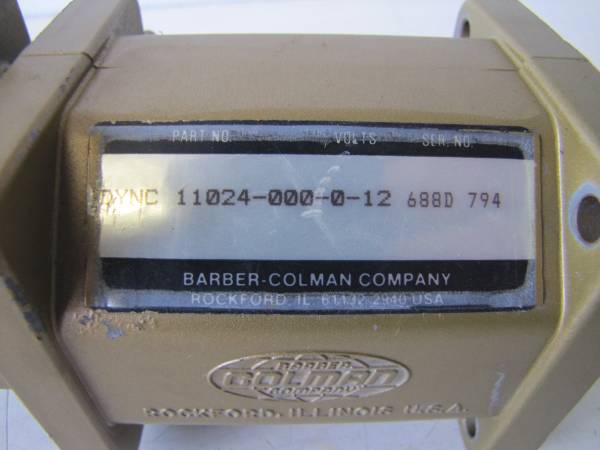 PART NO. VOLTS SER. NO.
DYNC 11024-000-0-12 688D 794
BARBER-COLMAN COMPANY
ROCKFORD, IL 61132-2940 USA
BARBER
COLMAN
COMPANY
ROCKFORD, ILLINOIS U.S.A.